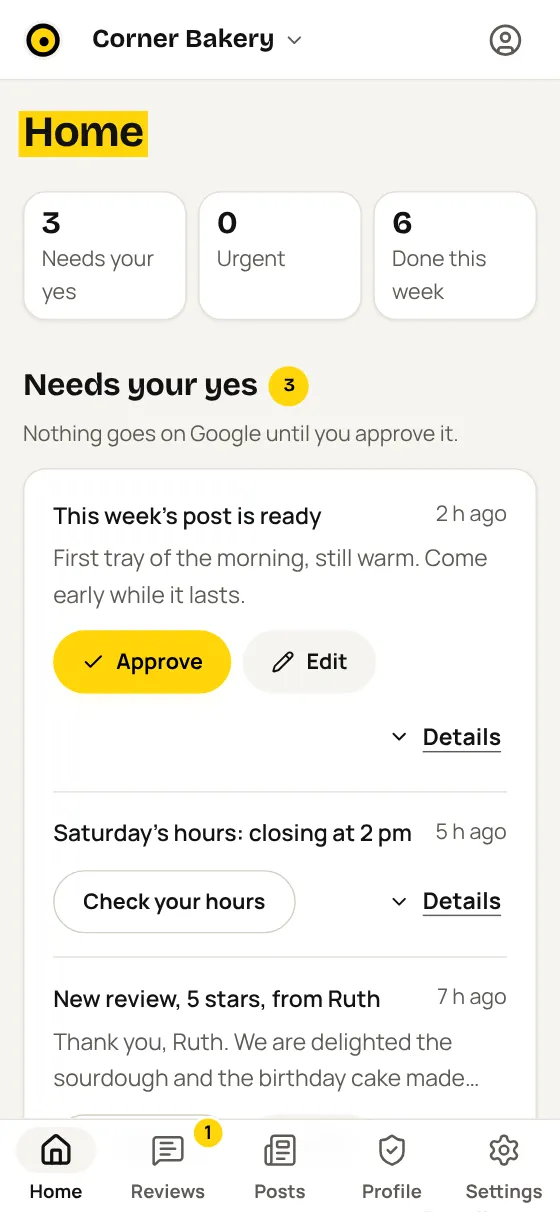 Corner Bakery
Home
3
Needs your
yes
0
Urgent
6
Done this
week
Needs your yes 3
Nothing goes on Google until you approve it.
This week's post is ready 2 h ago
First tray of the morning, still warm. Come
early while it lasts.
Approve Edit
Details
Saturday's hours: closing at 2 pm 5 h ago
Check your hours Details
New review, 5 stars, from Ruth 7 h ago
Thank you, Ruth. We are delighted the
sourdough and the birthday cake made…
1
Home Reviews Posts Profile Settings